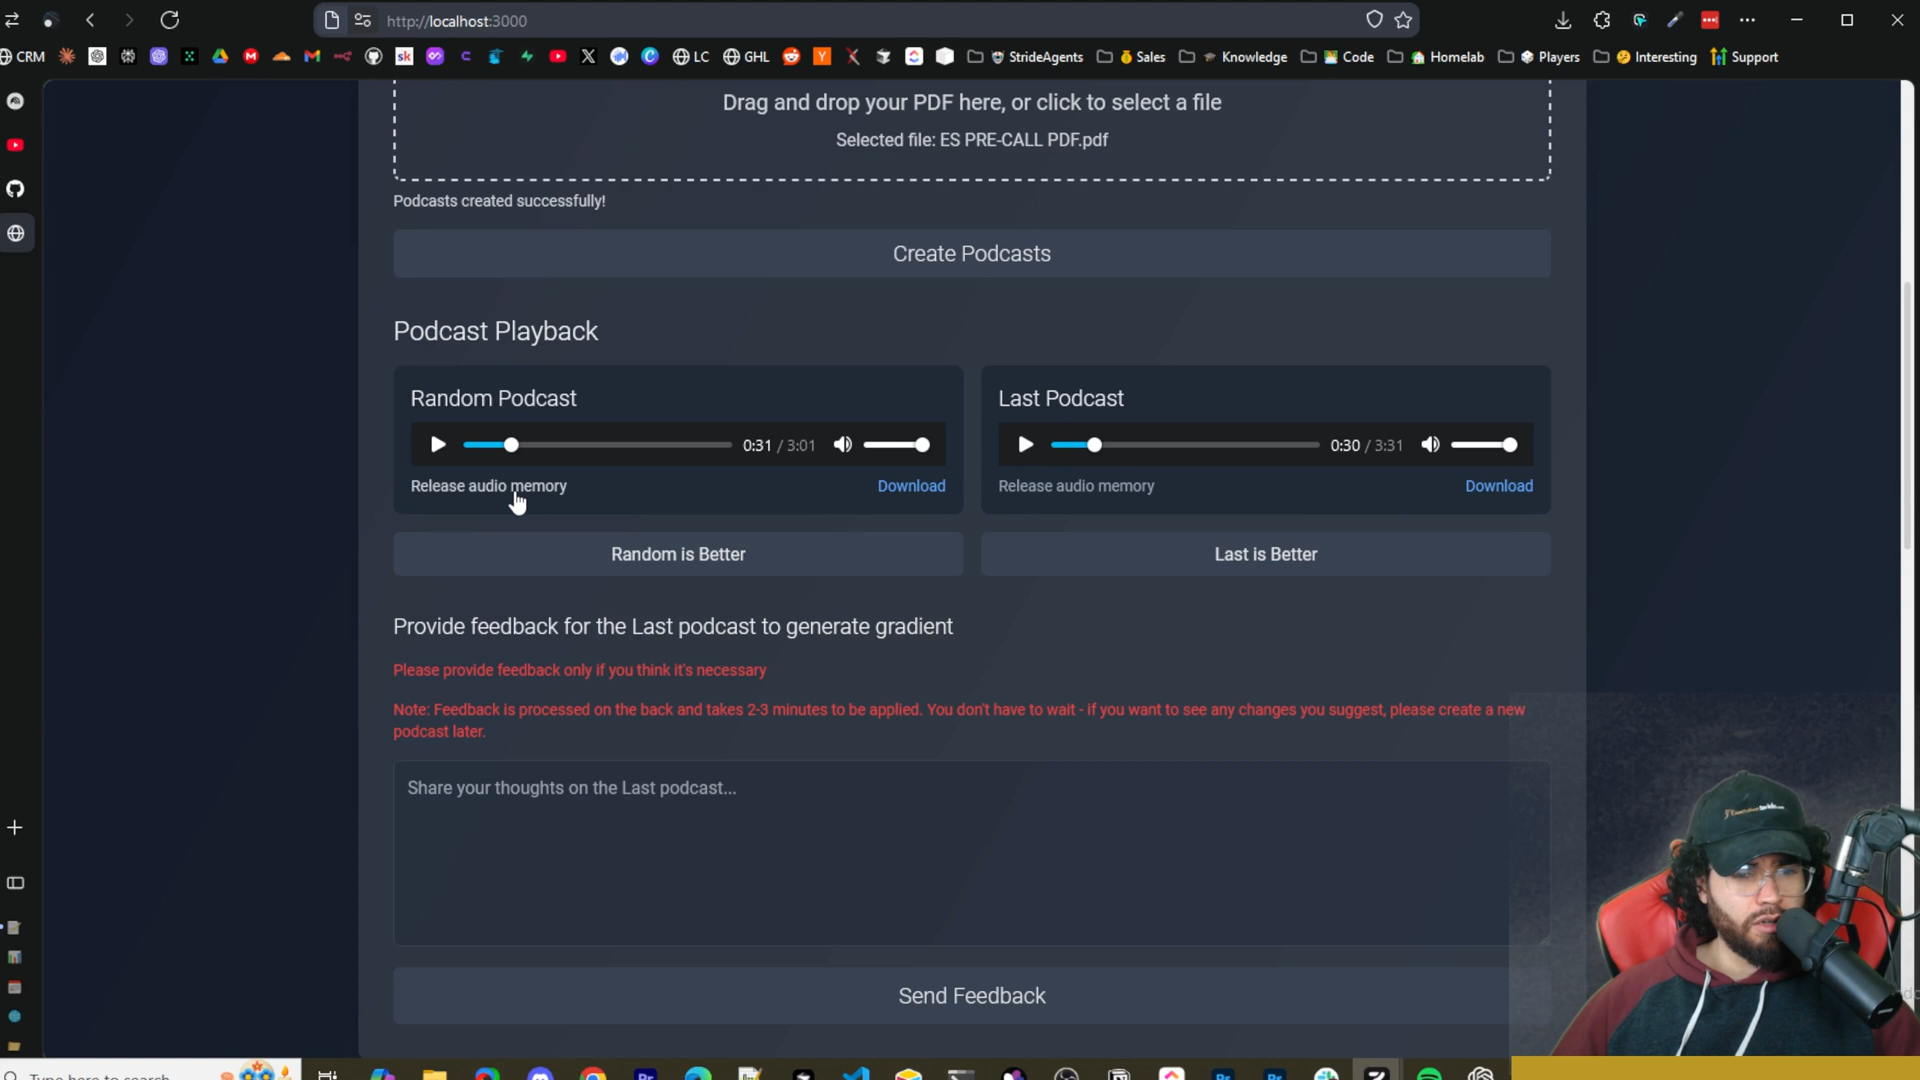 http://localhost:3000
CRM
sk
LC
GHL
StrideAgents
Sales
Knowledge
Code
Homelab
Players
Interesting
Support
Drag and drop your PDF here, or click to select a file
Selected file: ES PRE-CALL PDF.pdf
Podcasts created successfully!
Create Podcasts
Podcast Playback
Random Podcast
0:31 / 3:01
Release audio memory
Download
Last Podcast
0:30 / 3:31
Release audio memory
Download
Random is Better
Last is Better
Provide feedback for the Last podcast to generate gradient
Please provide feedback only if you think it's necessary
Note: Feedback is processed on the back and takes 2-3 minutes to be applied. You don't have to wait - if you want to see any changes you suggest, please create a new
podcast later.
Share your thoughts on the Last podcast...
Send Feedback
Type here to search